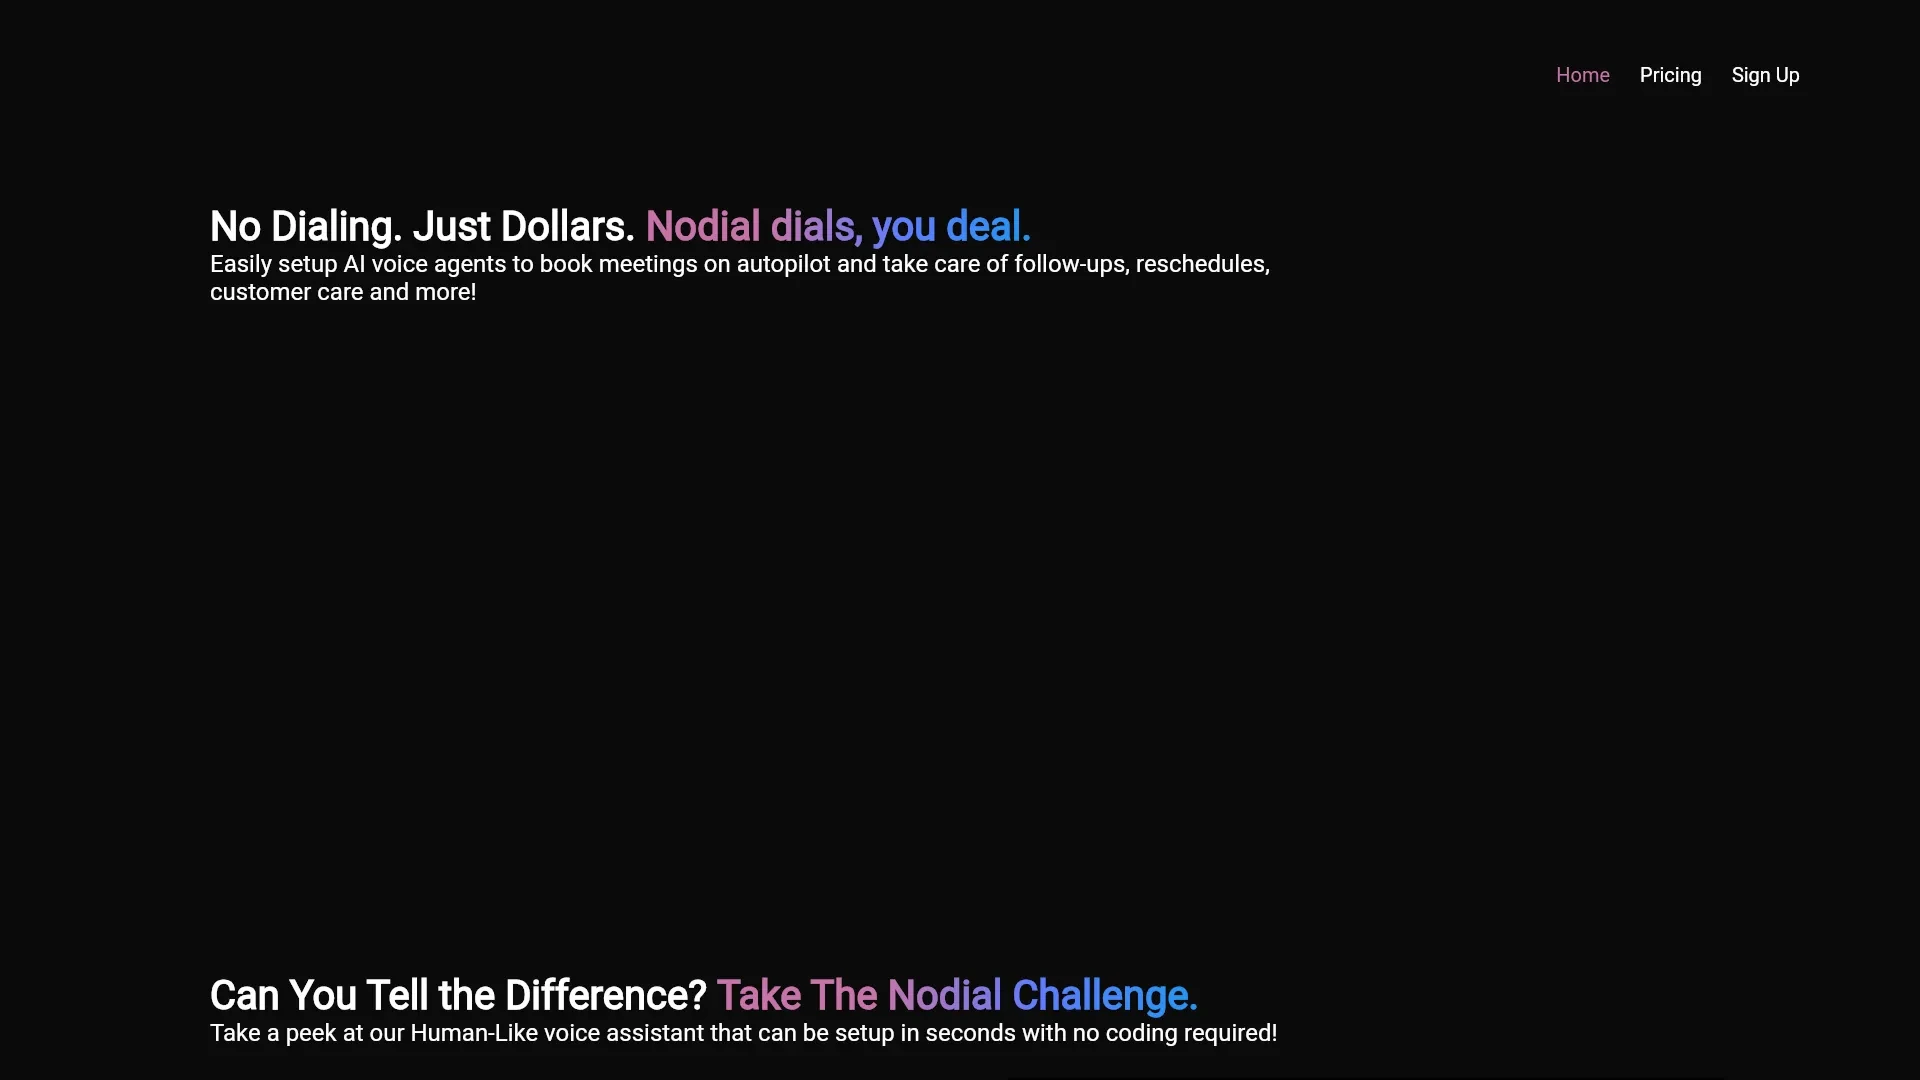 Home Pricing Sign Up
No Dialing. Just Dollars. Nodial dials, you deal.
Easily setup AI voice agents to book meetings on autopilot and take care of follow-ups, reschedules,
customer care and more!
Can You Tell the Difference? Take The Nodial Challenge.
Take a peek at our Human-Like voice assistant that can be setup in seconds with no coding required!